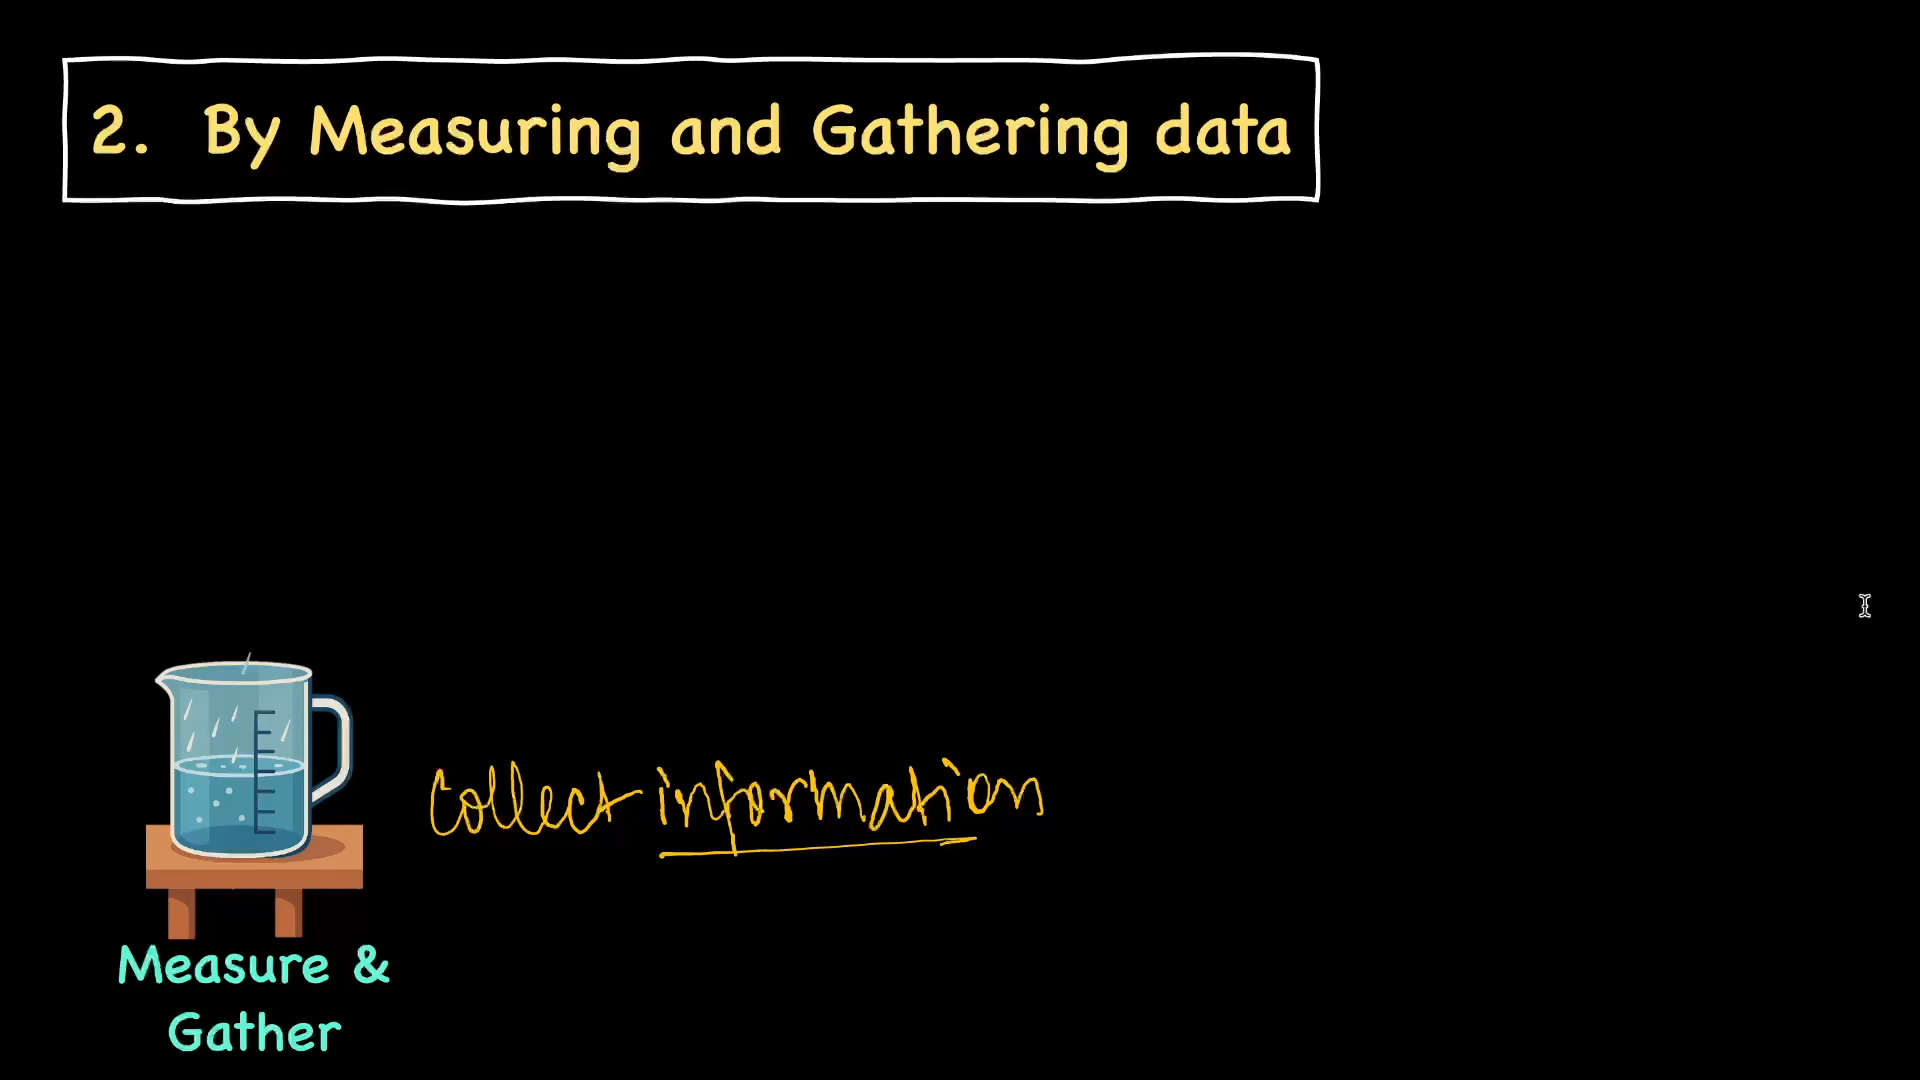 2. By Measuring and Gathering data
collect information
Measure &
Gather